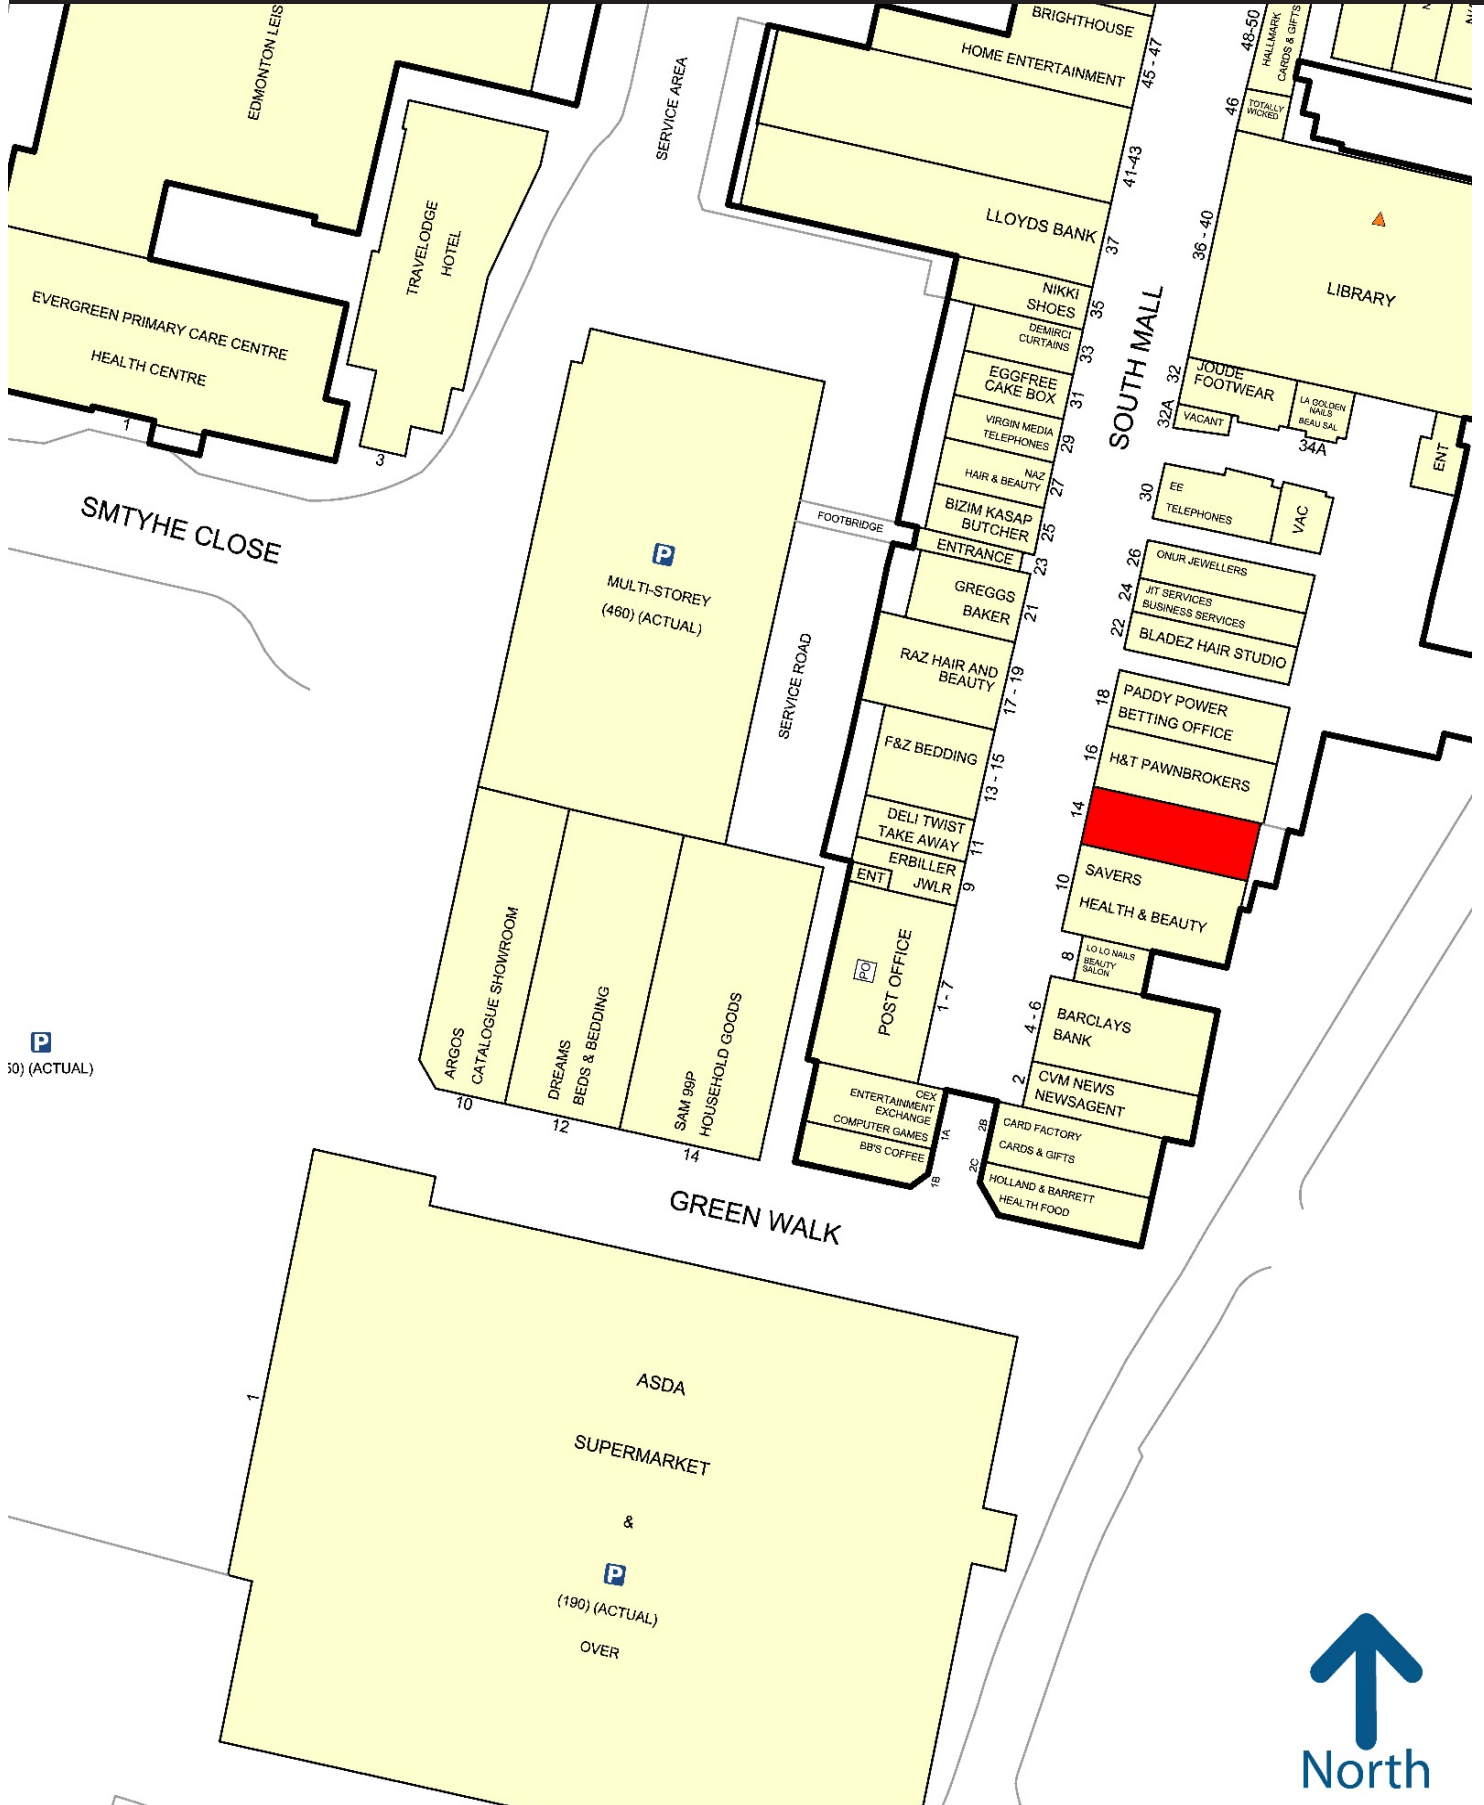 EDMONTON LEIS
SERVICE AREA
BRIGHTHOUSE
HOME ENTERTAINMENT
45 - 47
48-50
HALLMARK
CARDS & GIFTS
46
TOTALLY
WICKED
41-43
LLOYDS BANK
37
36 - 40
LIBRARY
TRAVELODGE
HOTEL
3
EVERGREEN PRIMARY CARE CENTRE
HEALTH CENTRE
1
SMTYHE CLOSE
NIKKI
SHOES
35
DEMIRCI
CURTAINS
33
EGGFREE
CAKE BOX
31
VIRGIN MEDIA
TELEPHONES
29
NAZ
HAIR & BEAUTY
27
BIZIM KASAP
BUTCHER
25
ENTRANCE
23
GREGGS
BAKER
21
RAZ HAIR AND
BEAUTY
17 - 19
F&Z BEDDING
13 - 15
DELI TWIST
TAKE AWAY
11
ERBILLER
JWLR
9
ENT
POST OFFICE
PO
1 - 7
CEX
ENTERTAINMENT
EXCHANGE
COMPUTER GAMES
1A
BB'S COFFEE
1B
SOUTH MALL
32
JOUDE
FOOTWEAR
32A
VACANT
LA GOLDEN
NAILS
BEAU SAL
34A
ENT
30
EE
TELEPHONES
VAC
26
ONUR JEWELLERS
24
JIT SERVICES
BUSINESS SERVICES
22
BLADEZ HAIR STUDIO
18
PADDY POWER
BETTING OFFICE
16
H&T PAWNBROKERS
14
10
SAVERS
HEALTH & BEAUTY
8
LO LO NAILS
BEAUTY
SALON
4 - 6
BARCLAYS
BANK
2
CVM NEWS
NEWSAGENT
2B
CARD FACTORY
CARDS & GIFTS
2C
HOLLAND & BARRETT
HEALTH FOOD
FOOTBRIDGE
SERVICE ROAD
P
MULTI-STOREY
(460) (ACTUAL)
ARGOS
CATALOGUE SHOWROOM
10
DREAMS
BEDS & BEDDING
12
SAM 99P
HOUSEHOLD GOODS
14
P
50) (ACTUAL)
GREEN WALK
1
ASDA
SUPERMARKET
&
P
(190) (ACTUAL)
OVER
North